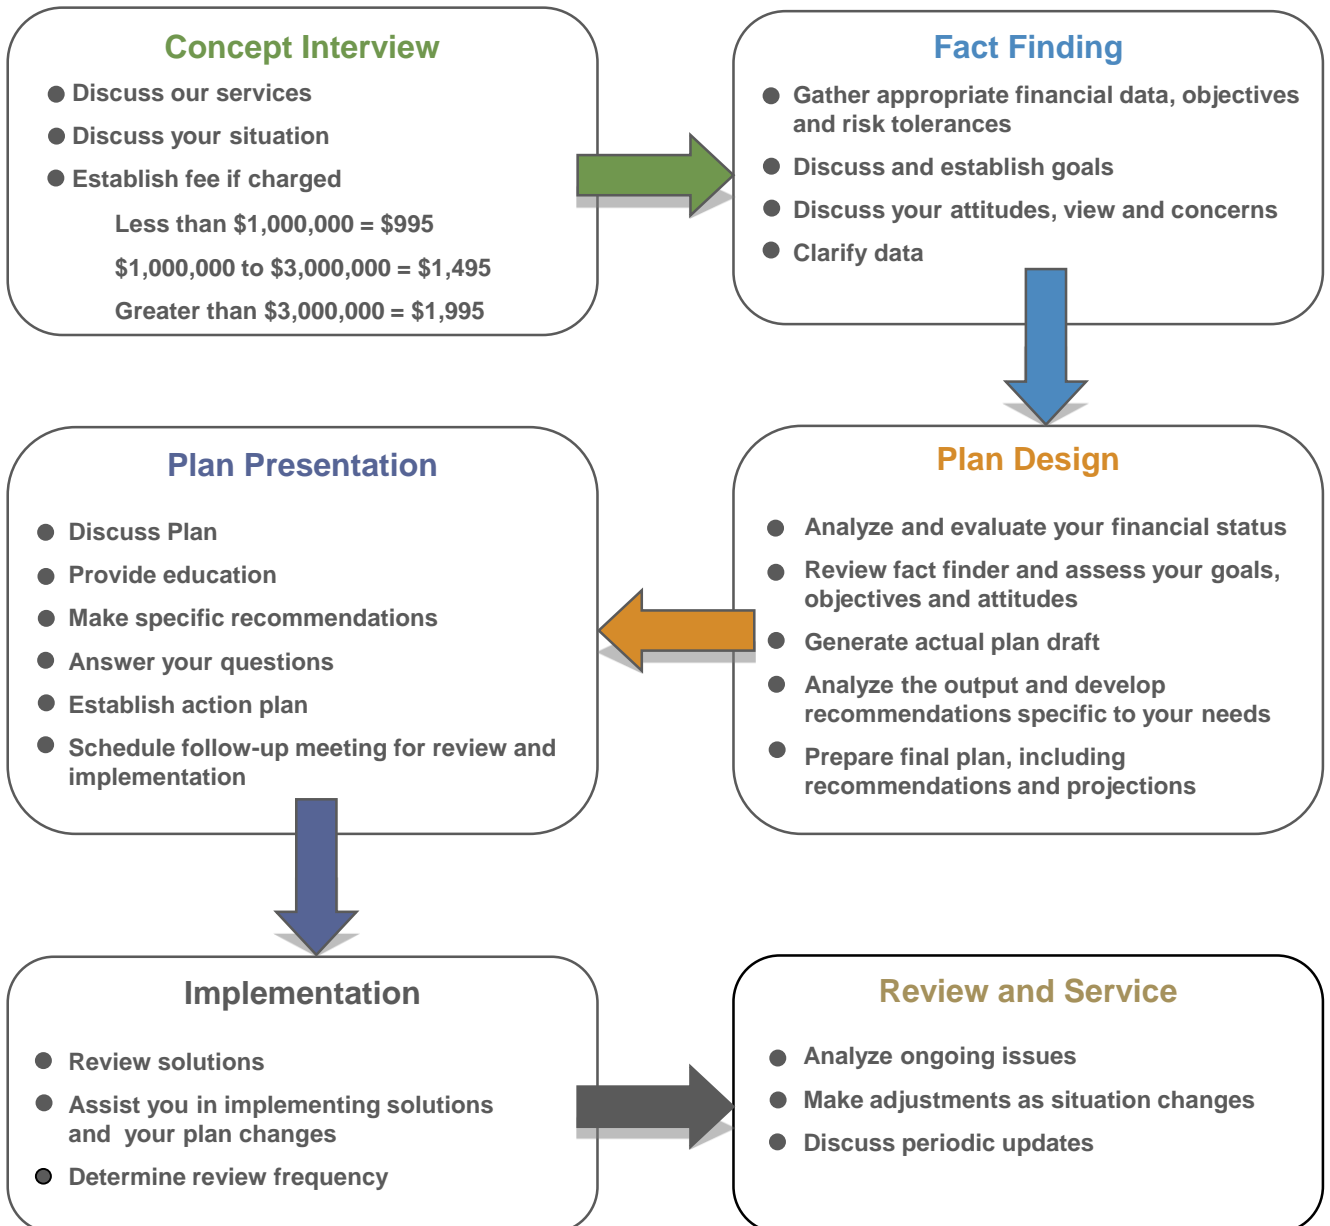 Concept Interview
Discuss our services
Discuss your situation
Establish fee if charged
Less than $1,000,000 = $995
$1,000,000 to $3,000,000 = $1,495
Greater than $3,000,000 = $1,995
Fact Finding
Gather appropriate financial data, objectives
and risk tolerances
Discuss and establish goals
Discuss your attitudes, view and concerns
Clarify data
Plan Design
Analyze and evaluate your financial status
Review fact finder and assess your goals,
objectives and attitudes
Generate actual plan draft
Analyze the output and develop
recommendations specific to your needs
Prepare final plan, including
recommendations and projections
Plan Presentation
Discuss Plan
Provide education
Make specific recommendations
Answer your questions
Establish action plan
Schedule follow-up meeting for review and
implementation
Implementation
Review solutions
Assist you in implementing solutions
and your plan changes
Determine review frequency
Review and Service
Analyze ongoing issues
Make adjustments as situation changes
Discuss periodic updates